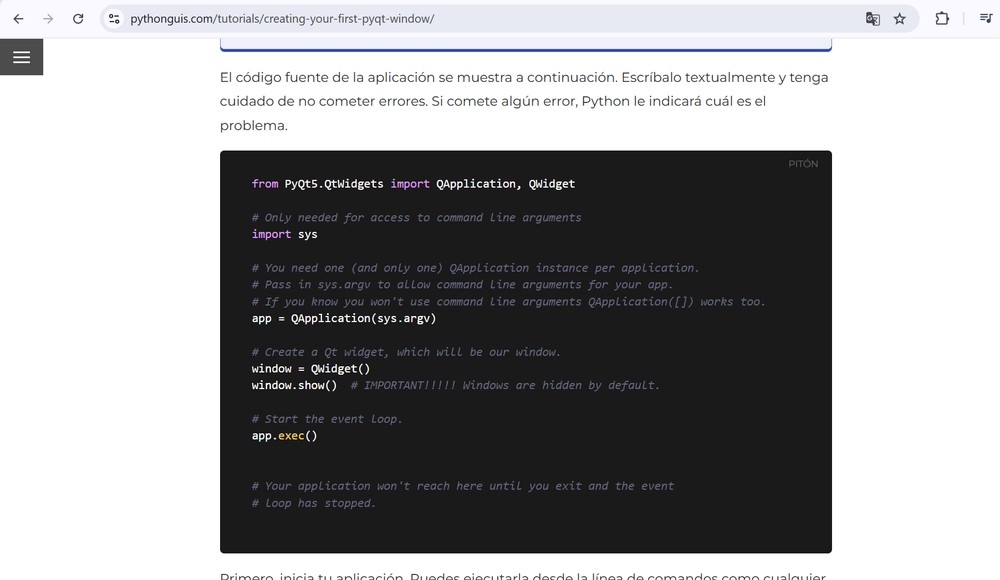 pythonguis.com/tutorials/creating-your-first-pyqt-window/
El código fuente de la aplicación se muestra a continuación. Escríbalo textualmente y tenga
cuidado de no cometer errores. Si comete algún error, Python le indicará cuál es el
problema.
PITÓN
from PyQt5.QtWidgets import QApplication, QWidget
# Only needed for access to command line arguments
import sys
# You need one (and only one) QApplication instance per application.
# Pass in sys.argv to allow command line arguments for your app.
# If you know you won't use command line arguments QApplication([]) works too.
app = QApplication(sys.argv)
# Create a Qt widget, which will be our window.
window = QWidget()
window.show()  # IMPORTANT!!!!! Windows are hidden by default.
# Start the event loop.
app.exec()
# Your application won't reach here until you exit and the event
# loop has stopped.
Primero, inicia tu aplicación. Puedes ejecutarla desde la línea de comandos como cualquier